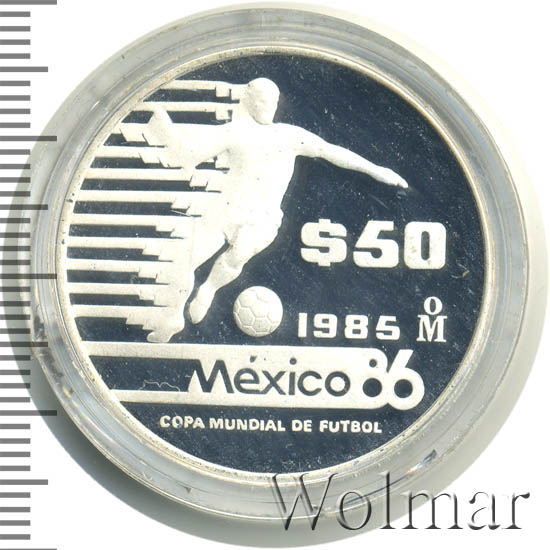 $50
1985 Mo
México 86
COPA MUNDIAL DE FUTBOL
Wolmar